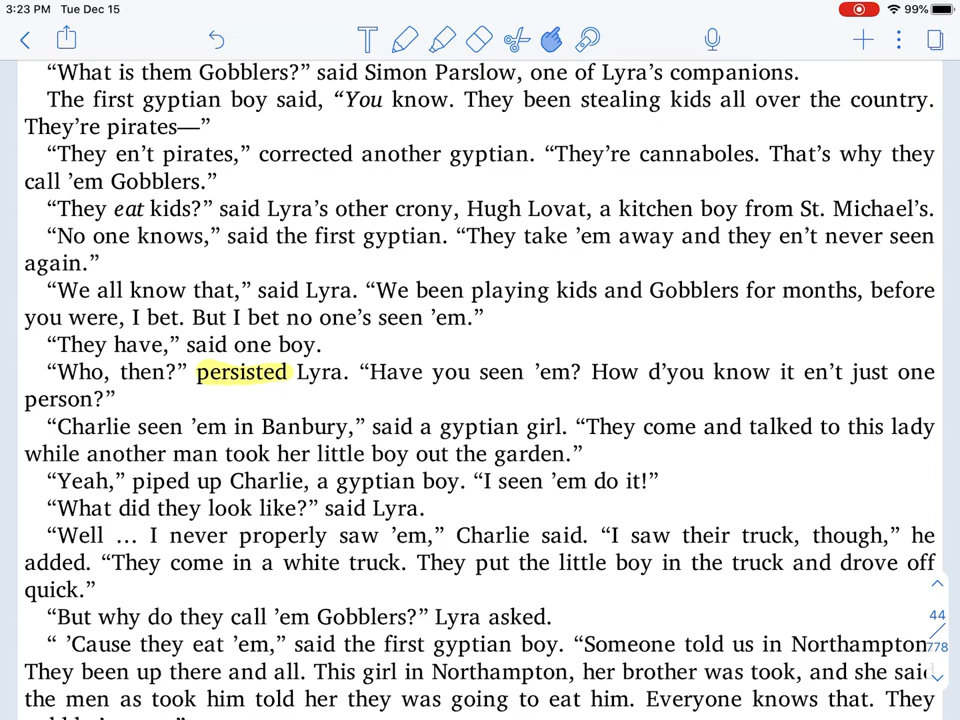 3:23 PM Tue Dec 15 99%
“What is them Gobblers?” said Simon Parslow, one of Lyra’s companions.
The first gyptian boy said, “You know. They been stealing kids all over the country.
They’re pirates—”
“They en’t pirates,” corrected another gyptian. “They’re cannaboles. That’s why they
call ’em Gobblers.”
“They eat kids?” said Lyra’s other crony, Hugh Lovat, a kitchen boy from St. Michael’s.
“No one knows,” said the first gyptian. “They take ’em away and they en’t never seen
again.”
“We all know that,” said Lyra. “We been playing kids and Gobblers for months, before
you were, I bet. But I bet no one’s seen ’em.”
“They have,” said one boy.
“Who, then?” persisted Lyra. “Have you seen ’em? How d’you know it en’t just one
person?”
“Charlie seen ’em in Banbury,” said a gyptian girl. “They come and talked to this lady
while another man took her little boy out the garden.”
“Yeah,” piped up Charlie, a gyptian boy. “I seen ’em do it!”
“What did they look like?” said Lyra.
“Well … I never properly saw ’em,” Charlie said. “I saw their truck, though,” he
added. “They come in a white truck. They put the little boy in the truck and drove off
quick.”
“But why do they call ’em Gobblers?” Lyra asked.
“ ’Cause they eat ’em,” said the first gyptian boy. “Someone told us in Northampton
They been up there and all. This girl in Northampton, her brother was took, and she said
the men as took him told her they was going to eat him. Everyone knows that. They
44
778